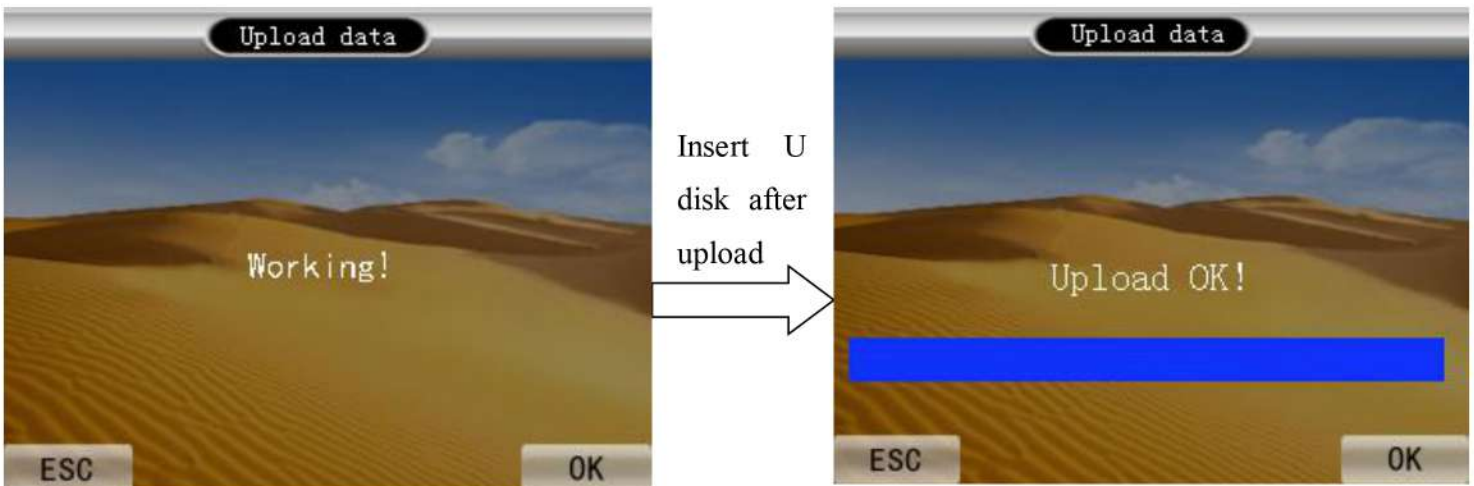 Upload data
Working!
ESC
OK
Insert U
disk after
upload
Upload data
Upload OK!
ESC
OK